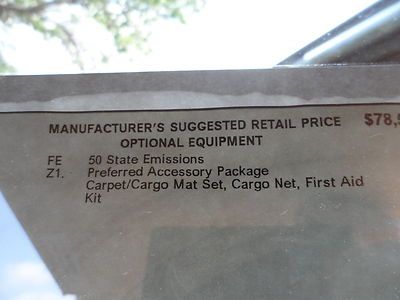 MANUFACTURER'S SUGGESTED RETAIL PRICE $78,5
OPTIONAL EQUIPMENT
FE 50 State Emissions
Z1. Preferred Accessory Package
Carpet/Cargo Mat Set, Cargo Net, First Aid
Kit